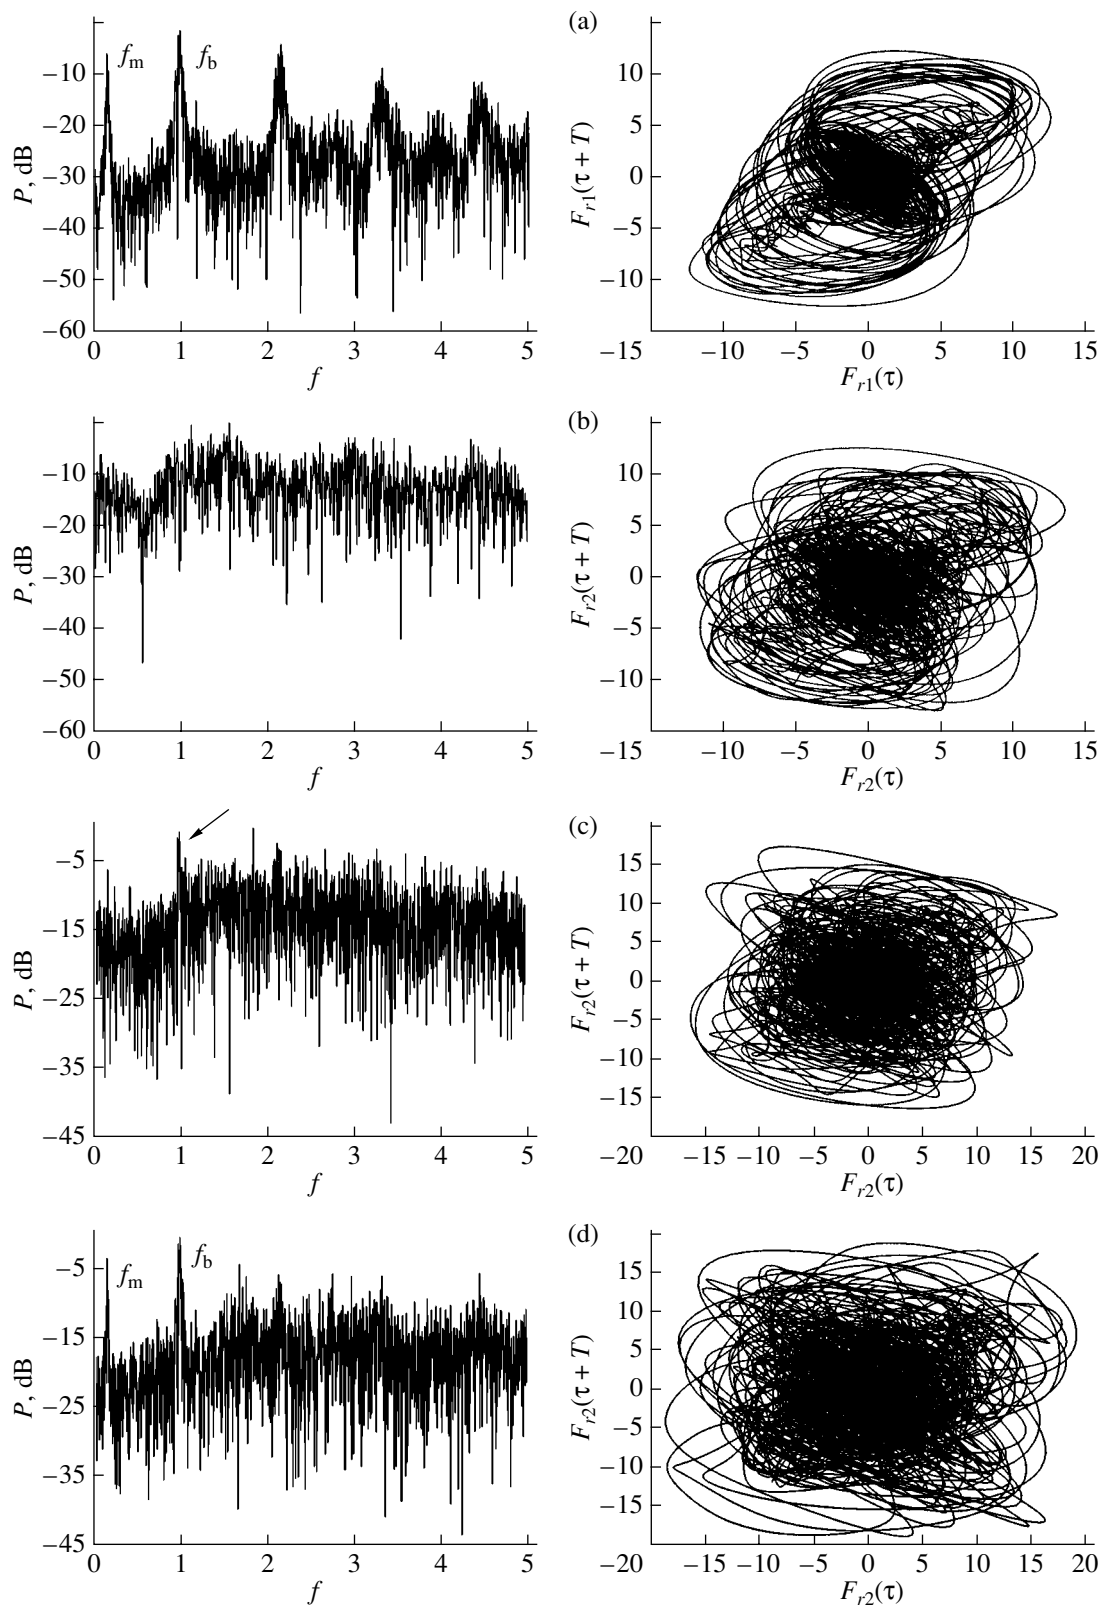 (a)
f_m
f_b
P, dB
−10
−20
−30
−40
−50
−60
0 1 2 3 4 5
f
F_r1(τ + T)
10
5
0
−5
−10
−15 −10 −5 0 5 10 15
F_r1(τ)
(b)
P, dB
−10
−20
−30
−40
−50
−60
0 1 2 3 4 5
f
F_r2(τ + T)
10
5
0
−5
−10
−15 −10 −5 0 5 10 15
F_r2(τ)
(c)
P, dB
−5
−15
−25
−35
−45
0 1 2 3 4 5
f
F_r2(τ + T)
15
10
5
0
−5
−10
−15
−20 −15 −10 −5 0 5 10 15 20
F_r2(τ)
(d)
f_m
f_b
P, dB
−5
−15
−25
−35
−45
0 1 2 3 4 5
f
F_r2(τ + T)
15
10
5
0
−5
−10
−15
−20 −15 −10 −5 0 5 10 15 20
F_r2(τ)